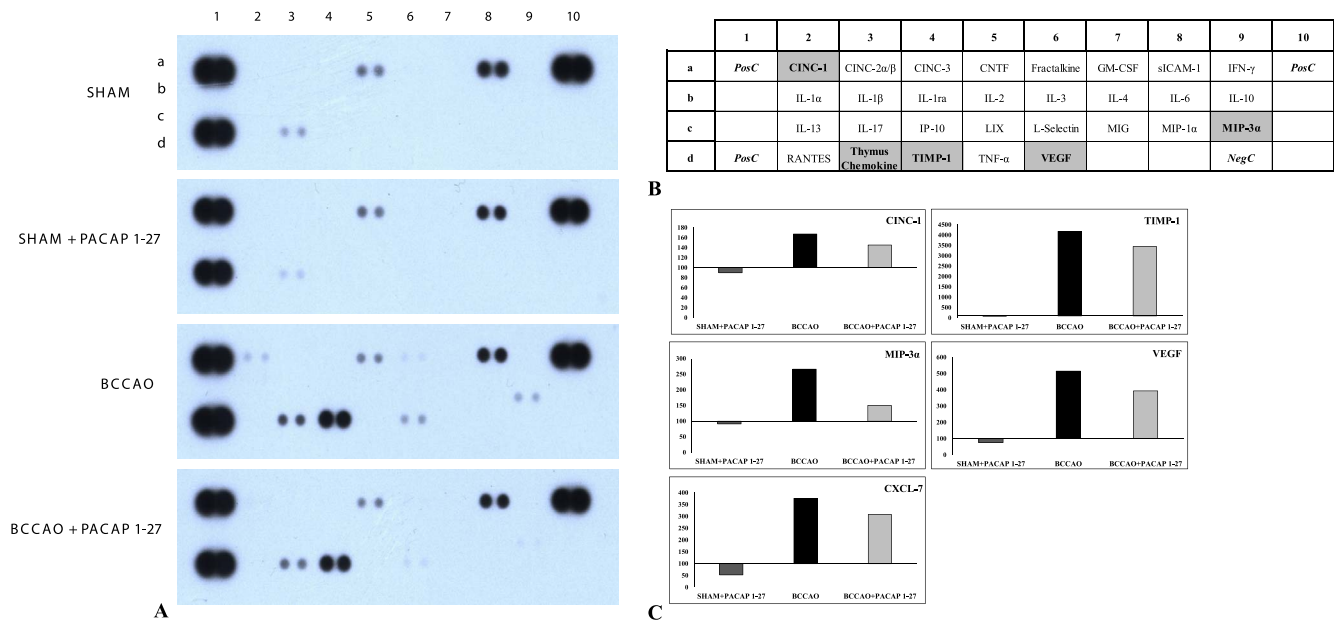 1 2 3 4 5 6 7 8 9 10
a
b
c
d
SHAM
SHAM + PACAP 1-27
BCCAO
BCCAO + PACAP 1-27
A
1 2 3 4 5 6 7 8 9 10
a PosC CINC-1 CINC-2α/β CINC-3 CNTF Fractalkine GM-CSF sICAM-1 IFN-γ PosC
b IL-1α IL-1β IL-1ra IL-2 IL-3 IL-4 IL-6 IL-10
c IL-13 IL-17 IP-10 LIX L-Selectin MIG MIP-1α MIP-3α
d PosC RANTES Thymus Chemokine TIMP-1 TNF-α VEGF NegC
B
CINC-1
180
160
140
120
100
80
60
40
20
0
SHAM+PACAP 1-27 BCCAO BCCAO+PACAP 1-27
TIMP-1
4500
4000
3500
3000
2500
2000
1500
1000
500
0
SHAM+PACAP 1-27 BCCAO BCCAO+PACAP 1-27
MIP-3α
300
250
200
150
100
50
0
SHAM+PACAP 1-27 BCCAO BCCAO+PACAP 1-27
VEGF
600
500
400
300
200
100
0
SHAM+PACAP 1-27 BCCAO BCCAO+PACAP 1-27
CXCL-7
400
350
300
250
200
150
100
50
0
SHAM+PACAP 1-27 BCCAO BCCAO+PACAP 1-27
C